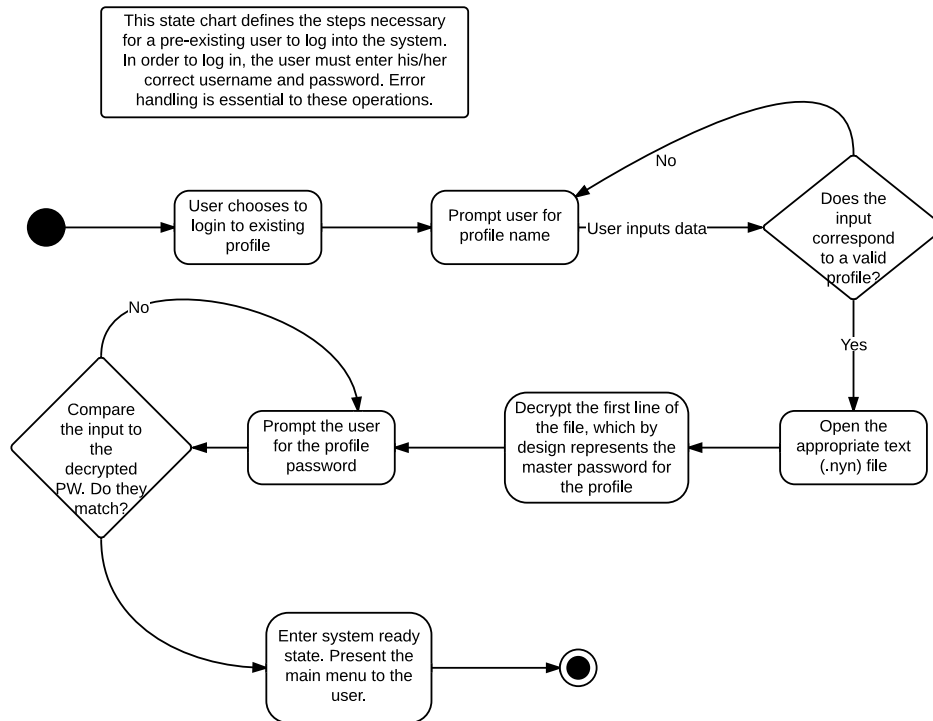 This state chart defines the steps necessary
for a pre-existing user to log into the system.
In order to log in, the user must enter his/her
correct username and password. Error
handling is essential to these operations.
No
User chooses to
login to existing
profile
Prompt user for
profile name
User inputs data
Does the
input
correspond
to a valid
profile?
No
Yes
Compare
the input to
the
decrypted
PW. Do they
match?
Prompt the user
for the profile
password
Decrypt the first line of
the file, which by
design represents the
master password for
the profile
Open the
appropriate text
(.nyn) file
Enter system ready
state. Present the
main menu to the
user.